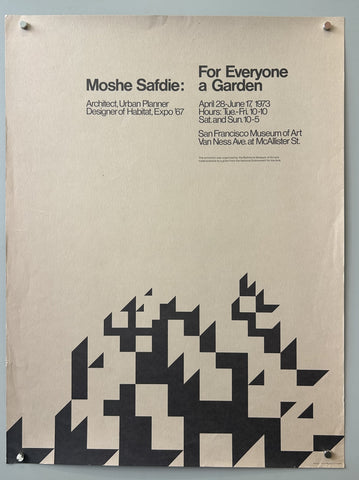 Moshe Safdie:
Architect, Urban Planner
Designer of Habitat, Expo '67
For Everyone
a Garden
April 28-June 17, 1973
Hours: Tue.-Fri. 10-10
Sat. and Sun. 10-5
San Francisco Museum of Art
Van Ness Ave. at McAllister St.